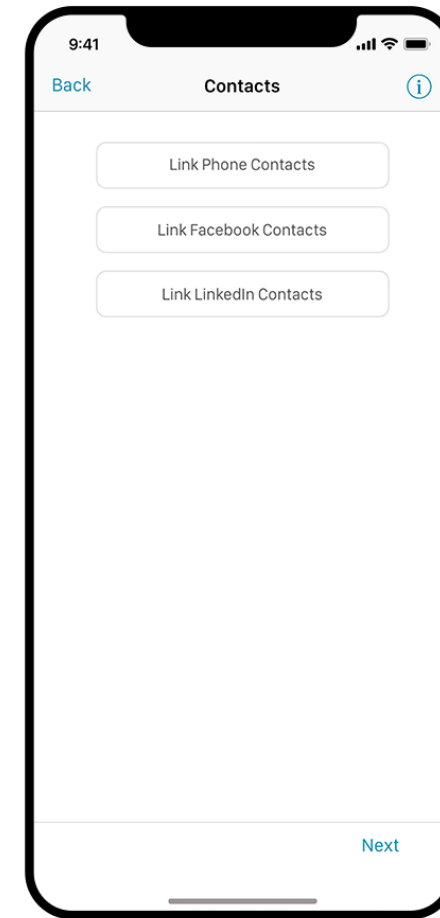 9:41
Back Contacts i
Link Phone Contacts
Link Facebook Contacts
Link LinkedIn Contacts
Next